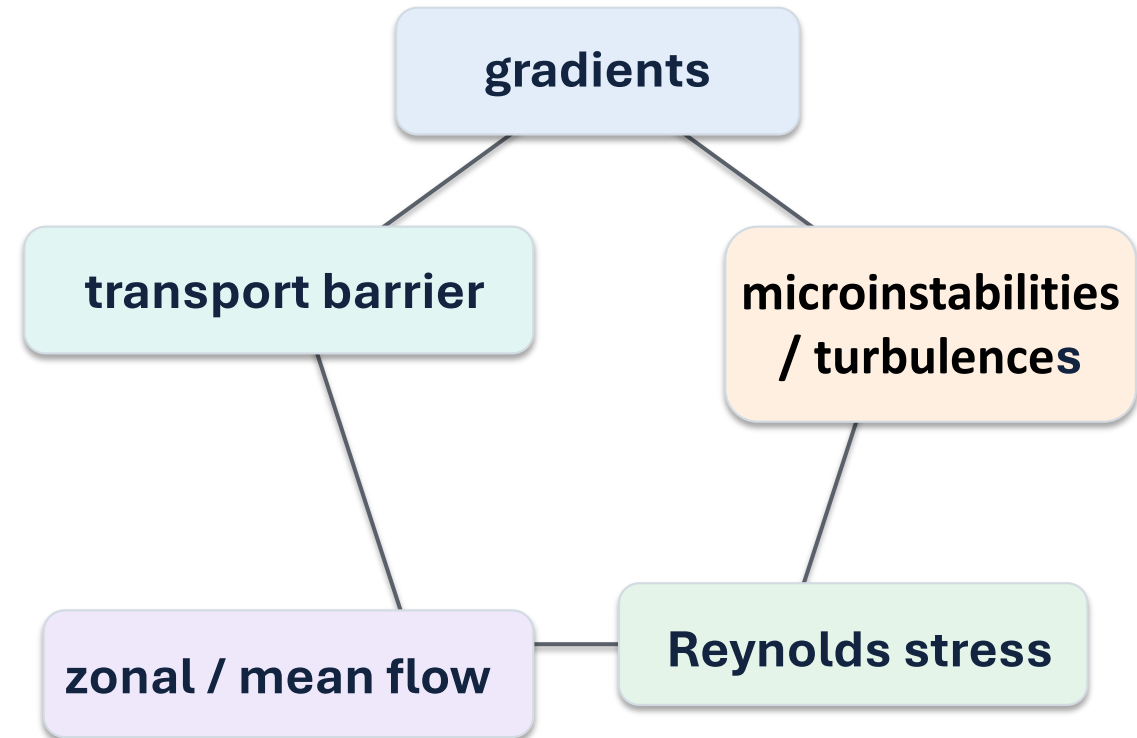 gradients
transport barrier
microinstabilities
/ turbulences
zonal / mean flow
Reynolds stress